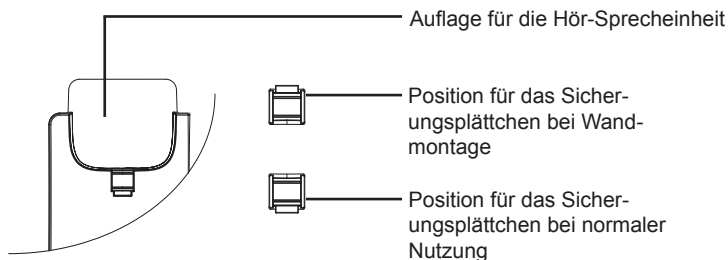 Auflage für die Hör-Sprecheinheit
Position für das Sicher-
ungsplättchen bei Wand-
montage
Position für das Sicher-
ungsplättchen bei normaler
Nutzung